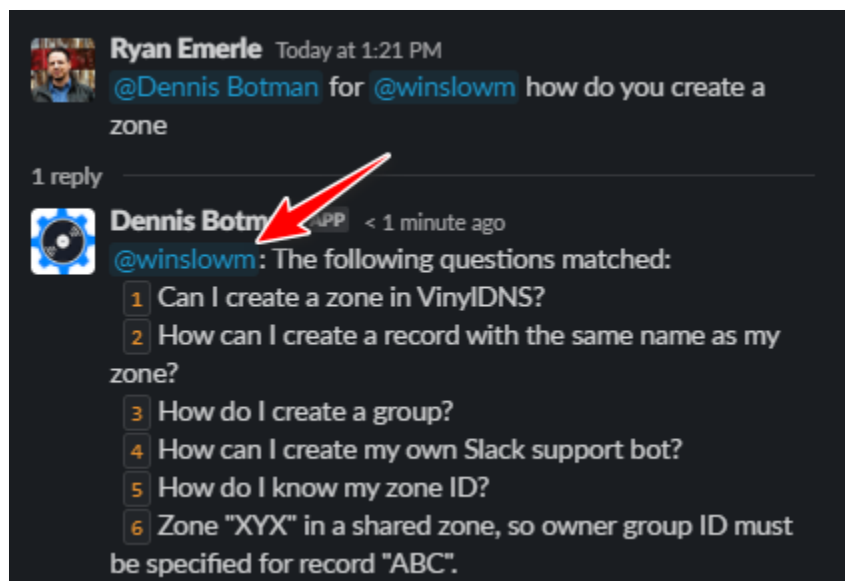 Ryan Emerle Today at 1:21 PM
@Dennis Botman for @winslowm how do you create a
zone
1 reply
Dennis APP < 1 minute ago
@winslowm: The following questions matched:
1 Can I create a zone in VinylDNS?
2 How can I create a record with the same name as my
zone?
3 How do I create a group?
4 How can I create my own Slack support bot?
5 How do I know my zone ID?
6 Zone "XYX" in a shared zone, so owner group ID must
be specified for record "ABC".